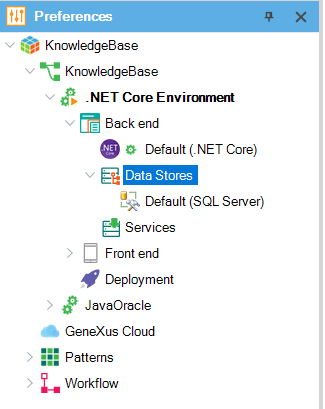 Preferences
KnowledgeBase
KnowledgeBase
.NET Core Environment
Back end
.NET CORE Default (.NET Core)
Data Stores
Default (SQL Server)
Services
Front end
Deployment
JavaOracle
GeneXus Cloud
Patterns
Workflow